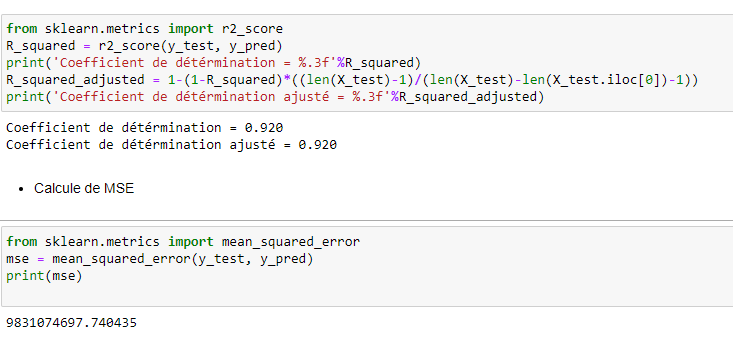 from sklearn.metrics import r2_score
R_squared = r2_score(y_test, y_pred)
print('Coefficient de détérmination = %.3f'%R_squared)
R_squared_adjusted = 1-(1-R_squared)*((len(X_test)-1)/(len(X_test)-len(X_test.iloc[0])-1))
print('Coefficient de détérmination ajusté = %.3f'%R_squared_adjusted)
Coefficient de détérmination = 0.920
Coefficient de détérmination ajusté = 0.920
• Calcule de MSE
from sklearn.metrics import mean_squared_error
mse = mean_squared_error(y_test, y_pred)
print(mse)
9831074697.740435